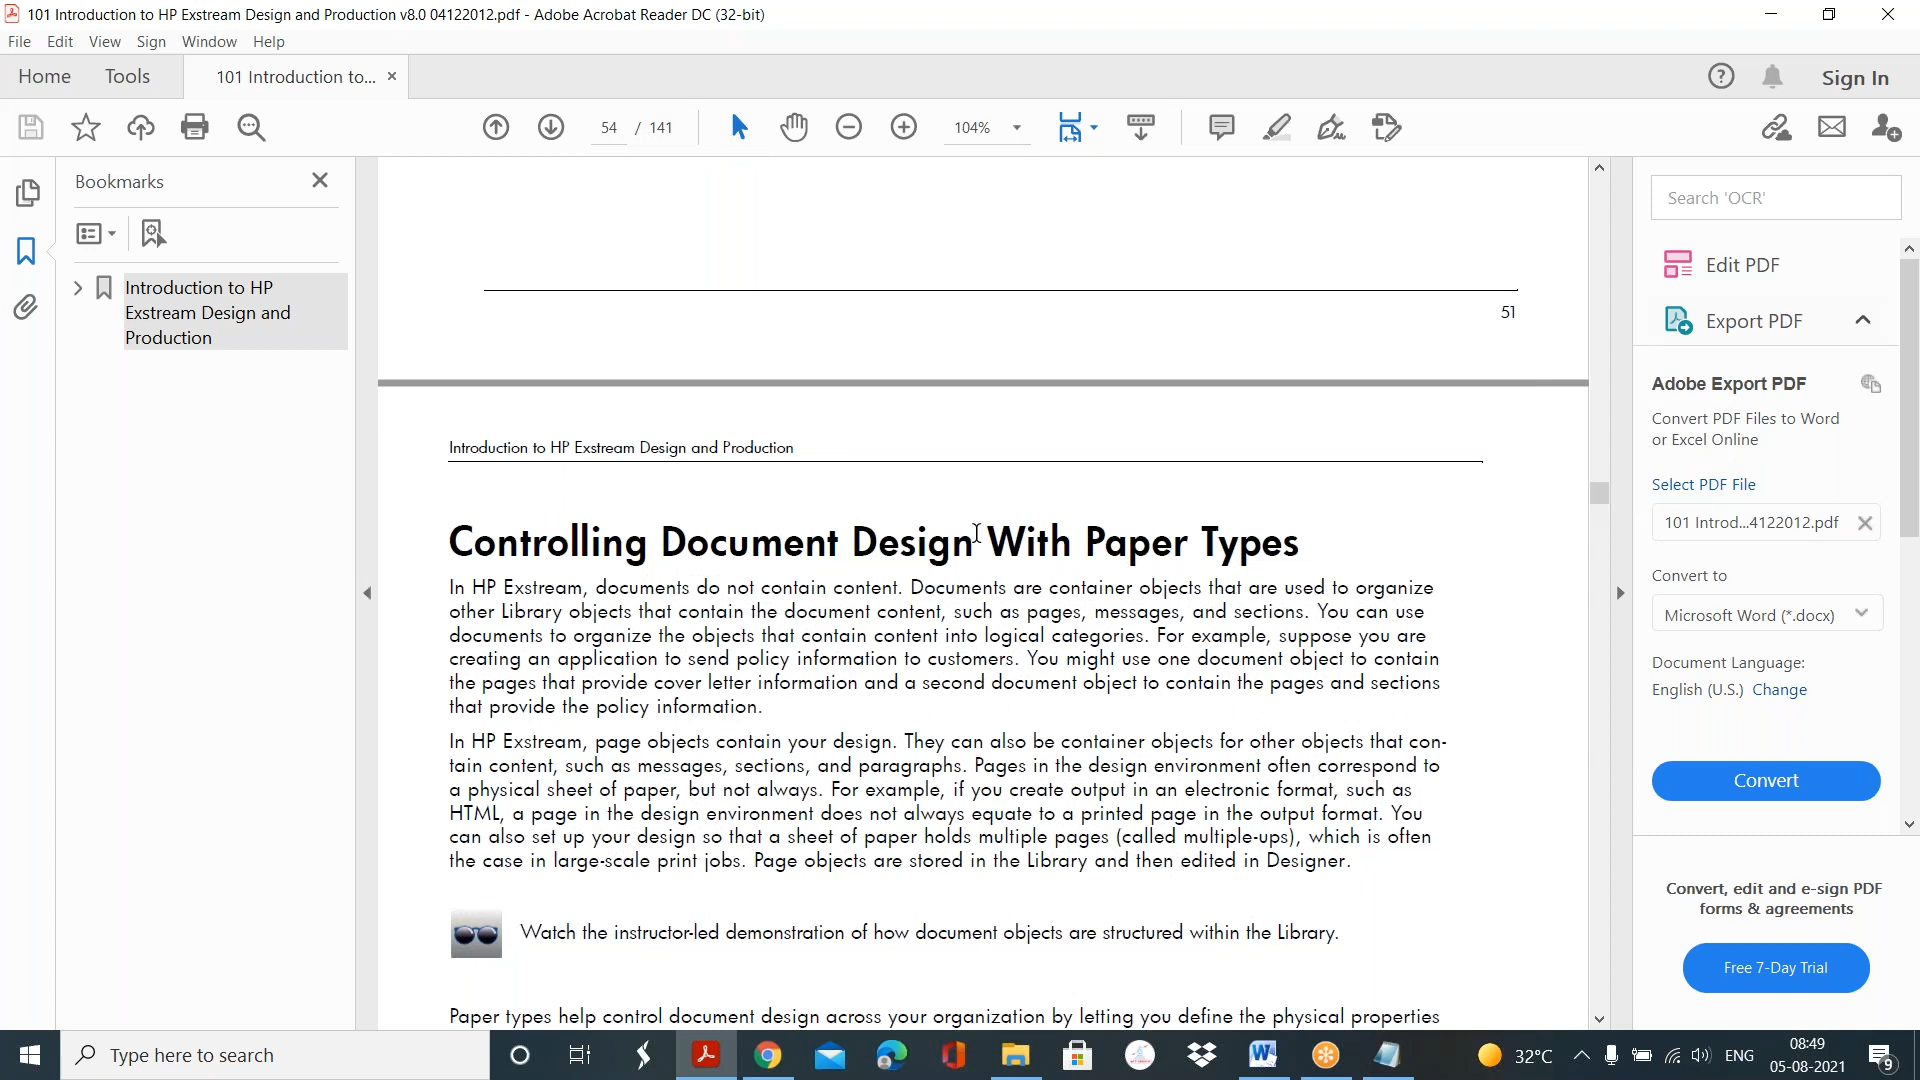 101 Introduction to HP Exstream Design and Production v8.0 04122012.pdf - Adobe Acrobat Reader DC (32-bit)
File Edit View Sign Window Help
Home Tools 101 Introduction to... Sign In
54 / 141 104%
Bookmarks
Introduction to HP
Exstream Design and
Production
51
Introduction to HP Exstream Design and Production
Controlling Document Design With Paper Types
In HP Exstream, documents do not contain content. Documents are container objects that are used to organize
other Library objects that contain the document content, such as pages, messages, and sections. You can use
documents to organize the objects that contain content into logical categories. For example, suppose you are
creating an application to send policy information to customers. You might use one document object to contain
the pages that provide cover letter information and a second document object to contain the pages and sections
that provide the policy information.
In HP Exstream, page objects contain your design. They can also be container objects for other objects that con-
tain content, such as messages, sections, and paragraphs. Pages in the design environment often correspond to
a physical sheet of paper, but not always. For example, if you create output in an electronic format, such as
HTML, a page in the design environment does not always equate to a printed page in the output format. You
can also set up your design so that a sheet of paper holds multiple pages (called multiple-ups), which is often
the case in large-scale print jobs. Page objects are stored in the Library and then edited in Designer.
Watch the instructor-led demonstration of how document objects are structured within the Library.
Paper types help control document design across your organization by letting you define the physical properties
Search 'OCR'
Edit PDF
Export PDF
Adobe Export PDF
Convert PDF Files to Word
or Excel Online
Select PDF File
101 Introd...4122012.pdf
Convert to
Microsoft Word (*.docx)
Document Language:
English (U.S.) Change
Convert
Convert, edit and e-sign PDF
forms & agreements
Free 7-Day Trial
Type here to search
32°C
ENG
08:49
05-08-2021
9